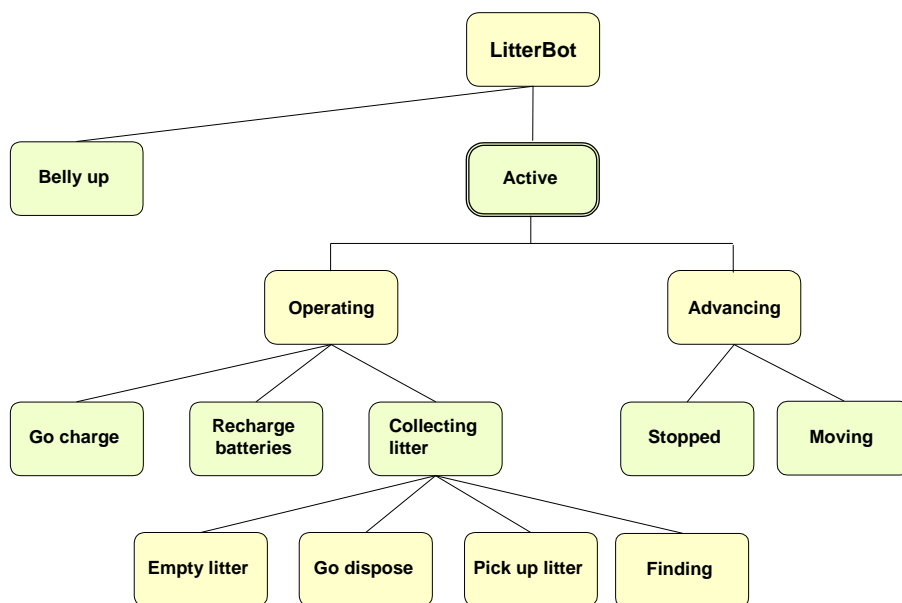 LitterBot
Belly up
Active
Operating
Advancing
Go charge
Recharge
batteries
Collecting
litter
Stopped
Moving
Empty litter
Go dispose
Pick up litter
Finding